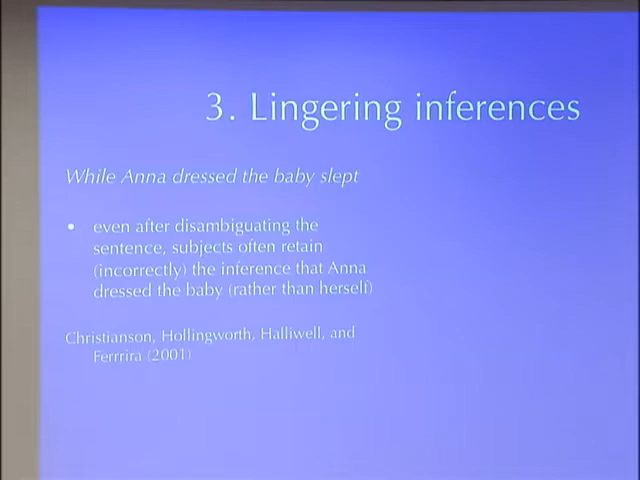 3. Lingering inferences
While Anna dressed the baby slept
• even after disambiguating the
sentence, subjects often retain
(incorrectly) the inference that Anna
dressed the baby (rather than herself)
Christianson, Hollingworth, Halliwell, and
Ferrrira (2001)